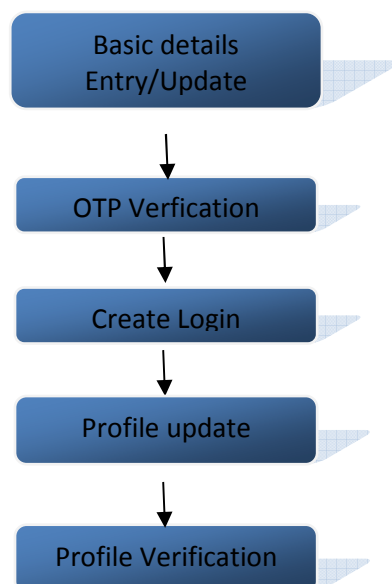 Basic details
Entry/Update
OTP Verfication
Create Login
Profile update
Profile Verification